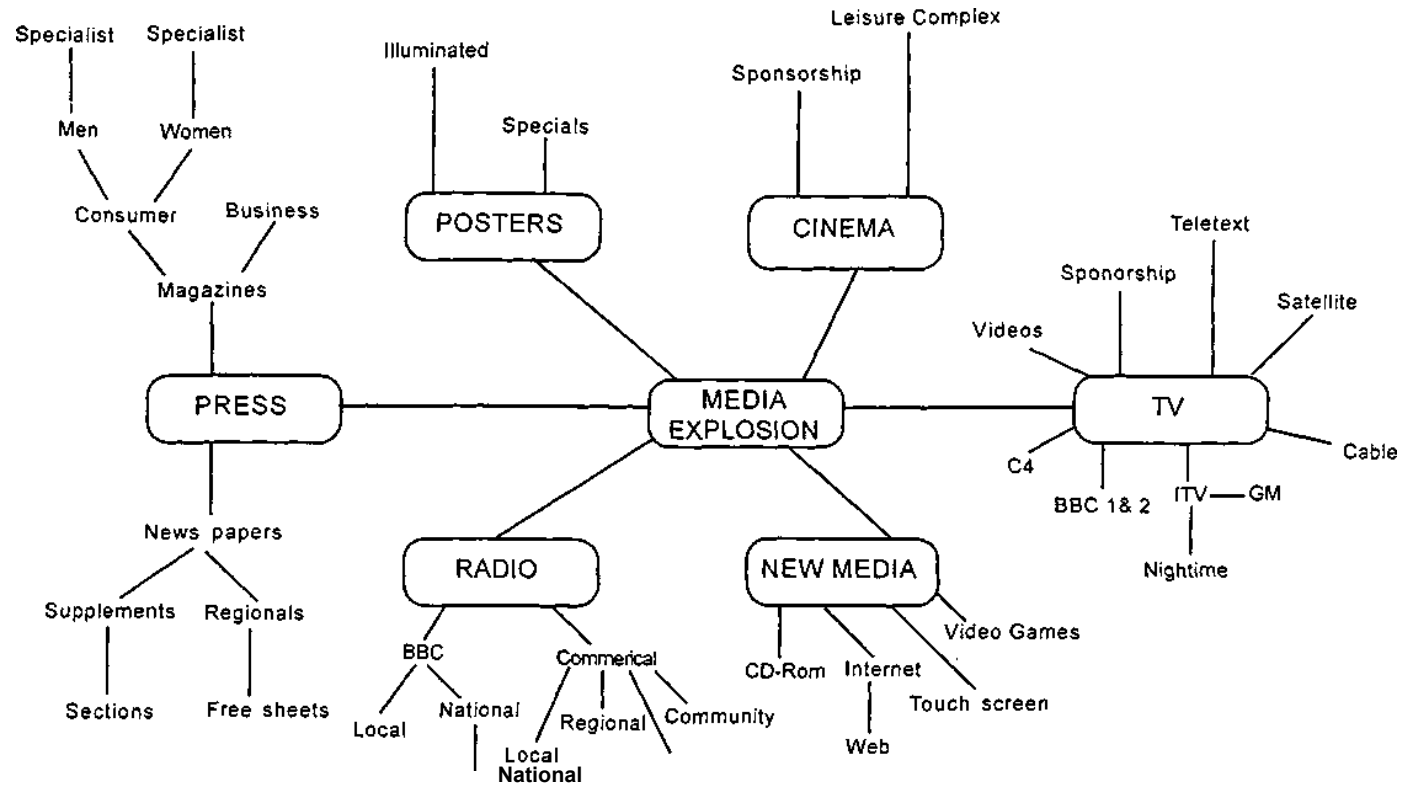 Leisure Complex
Specialist
Specialist
Illuminated
Sponsorship
Specials
Men
Women
Consumer
Business
POSTERS
CINEMA
Teletext
Magazines
Sponorship
Satellite
Videos
PRESS
MEDIA
EXPLOSION
TV
C4
Cable
BBC 1& 2
ITV
GM
News papers
RADIO
NEW MEDIA
Nightime
Supplements
Regionals
Video Games
BBC
Commerical
CD-Rom
Internet
Sections
Free sheets
Local
National
Regional
Community
Touch screen
Local
National
Web